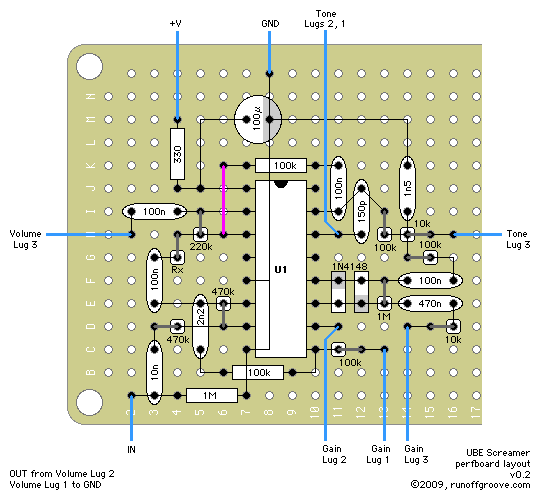 +V
GND
Tone
Lugs 2, 1
N
M
100µ
330
L
K
100k
100n
1n5
J
150p
I
100n
10k
Volume
Lug 3
H
220k
100k
100k
Tone
Lug 3
G
Rx
U1
1N4148
F
100n
100n
470k
E
2n2
1M
470n
D
470k
10k
C
100k
B
10n
100k
1M
2 3 4 5 6 7 8 9 10 11 12 13 14 15 16 17
IN
Gain
Lug 2
Gain
Lug 1
Gain
Lug 3
UBE Screamer
perfboard layout
v0.2
©2009, runoffgroove.com
OUT from Volume Lug 2
Volume Lug 1 to GND